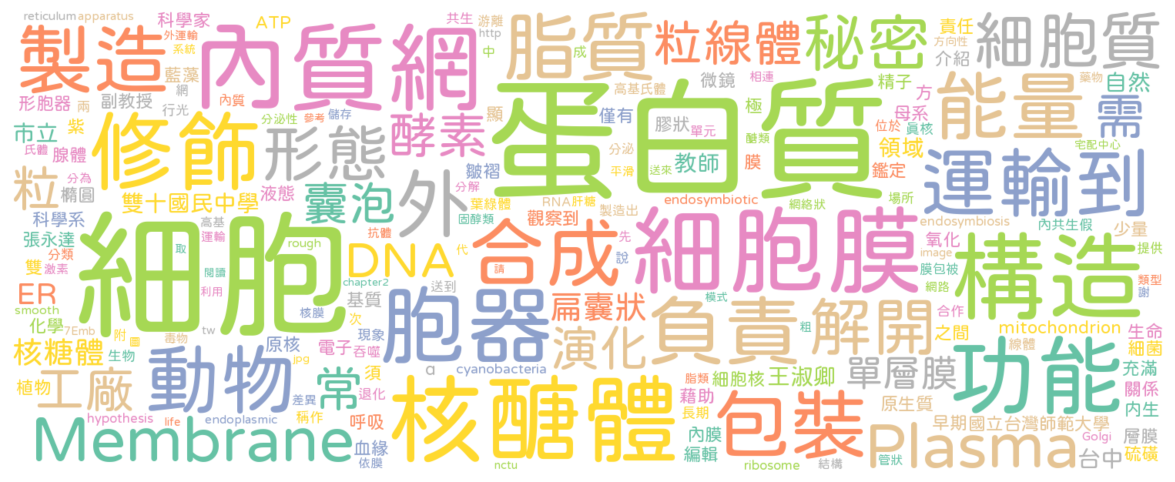 reticulum apparatus 科學家 ATP 共生 游離 中 成 高基氏體 微鏡 精子 責任 方向性 介紹 細胞質
製造 外運輸 系統 藍藻 網 內質網 脂質 粒線體 http 秘密 相連 藥物 自然
形胞器 兩 副教授 行光 內質 分泌性 儲存 顯 僅有 極 母系 方 能量 需
市立 紫 參考 修飾 形態 酵素 蛋白質 膠狀 單元 醣類 位於 真核 宅配中心
氏體 腺體 分為 皺褶 分泌 教師 膜 領域 鑑定 運輸到
粒 橢圓 液態 囊泡 外 分解 葉綠體 平滑 送來 網絡狀 場所
雙十國民中學 抗體 固醇類 RNA 肝糖 製造出 endosymbiotic endosymbiosis 少量
科學系 高基 運輸 觀察到 氧化 內共生假
張永達 分類 取 rough 代 先 說 膜包被 image 提供
雙 激素 細胞 閱讀 DNA 合成 細胞膜 構造
ER 利用 chapter2 送到 請 網路 類型
smooth 化學 7Emb 附 圖 tw 核膜 次 基質 胞器 扁囊狀 模式 合作 謝
核糖體 毒物 原核 現象 演化 粗 負責 解開 之間 mitochondrion 生命
生物 jpg 電子 吞噬 須 線體 細菌
植物 工廠 動物 差異 常 退化 a cyanobacteria 脂類 細胞核 王淑卿 單層膜 功能 充滿
hypothesis life 稱作 endoplasmic 呼吸 藉助 長期 原生質 關係 內生
Membrane 血緣 依膜 核醣體 內膜 編輯 包裝 早期 國立台灣師範大學
nctu ribosome 管狀 結構 Plasma Golgi 層膜 台中 硫磺